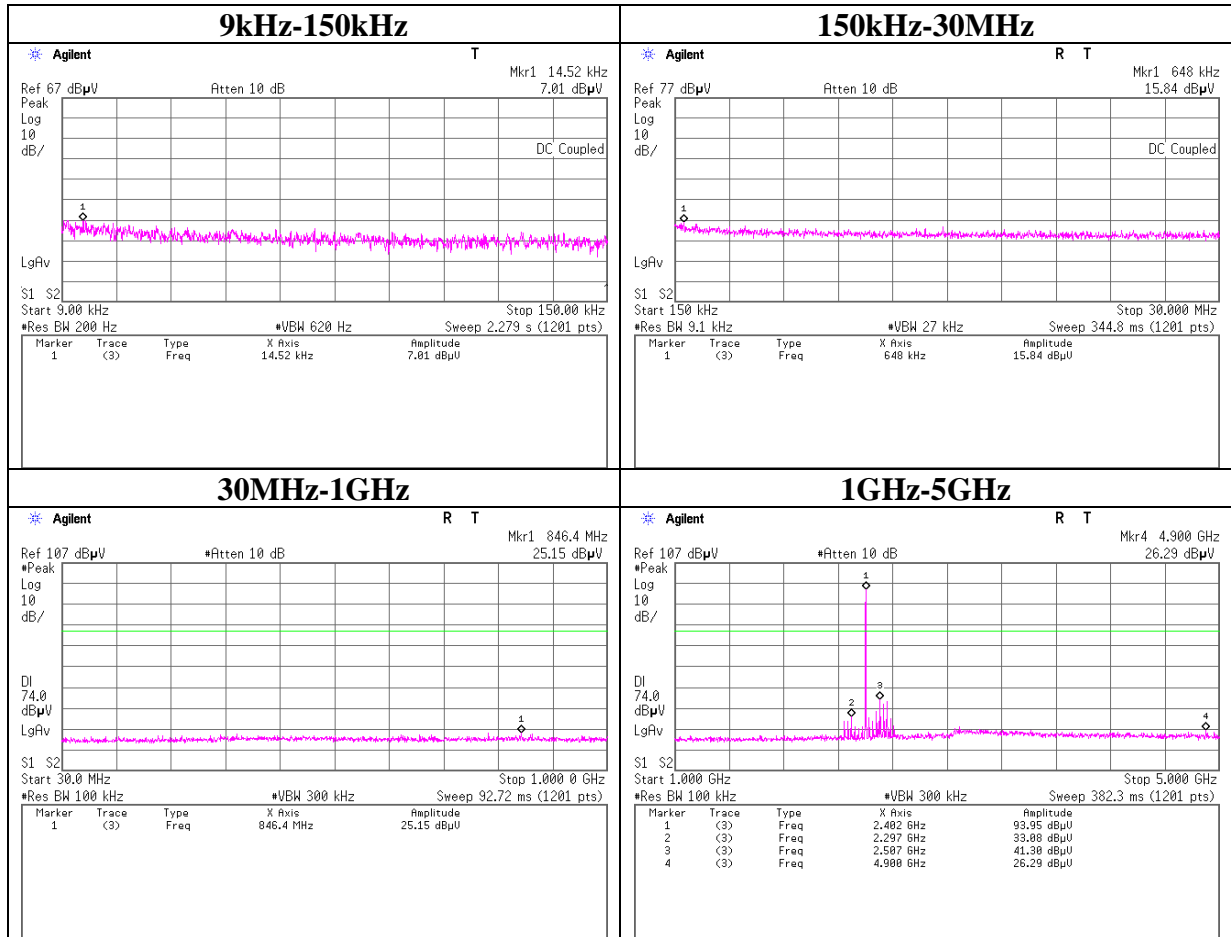 9kHz-150kHz
Agilent T
Mkr1 14.52 kHz
Ref 67 dBµV Atten 10 dB 7.01 dBµV
Peak
Log
10
dB/
DC Coupled
1
LgAv
S1 S2
Start 9.00 kHz Stop 150.00 kHz
#Res BW 200 Hz #VBW 620 Hz Sweep 2.279 s (1201 pts)
Marker Trace Type X Axis Amplitude
1 (3) Freq 14.52 kHz 7.01 dBµV
150kHz-30MHz
Agilent R T
Mkr1 648 kHz
Ref 77 dBµV Atten 10 dB 15.84 dBµV
Peak
Log
10
dB/
DC Coupled
1
LgAv
S1 S2
Start 150 kHz Stop 30.000 MHz
#Res BW 9.1 kHz #VBW 27 kHz Sweep 344.8 ms (1201 pts)
Marker Trace Type X Axis Amplitude
1 (3) Freq 648 kHz 15.84 dBµV
30MHz-1GHz
Agilent R T
Mkr1 846.4 MHz
Ref 107 dBµV #Atten 10 dB 25.15 dBµV
#Peak
Log
10
dB/
DI
74.0
dBµV
1
LgAv
S1 S2
Start 30.0 MHz Stop 1.000 0 GHz
#Res BW 100 kHz #VBW 300 kHz Sweep 92.72 ms (1201 pts)
Marker Trace Type X Axis Amplitude
1 (3) Freq 846.4 MHz 25.15 dBµV
1GHz-5GHz
Agilent R T
Mkr4 4.900 GHz
Ref 107 dBµV #Atten 10 dB 26.29 dBµV
#Peak
1
Log
10
dB/
DI
3
74.0
dBµV
2
4
LgAv
S1 S2
Start 1.000 GHz Stop 5.000 GHz
#Res BW 100 kHz #VBW 300 kHz Sweep 382.3 ms (1201 pts)
Marker Trace Type X Axis Amplitude
1 (3) Freq 2.402 GHz 93.95 dBµV
2 (3) Freq 2.297 GHz 33.08 dBµV
3 (3) Freq 2.507 GHz 41.30 dBµV
4 (3) Freq 4.900 GHz 26.29 dBµV